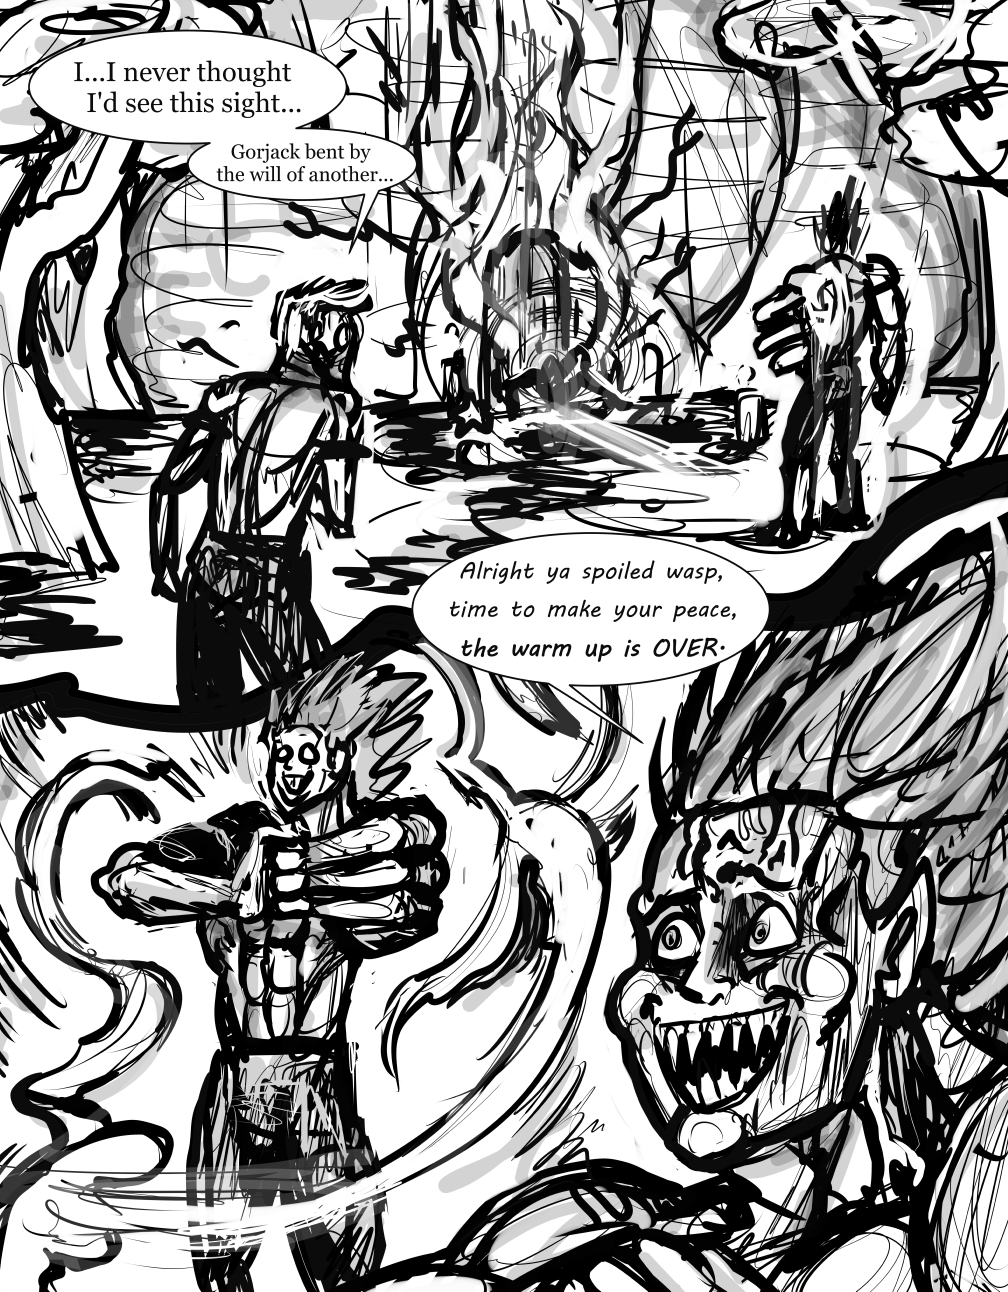 I...I never thought
I'd see this sight...
Gorjack bent by
the will of another...
Alright ya spoiled wasp,
time to make your peace,
the warm up is OVER.